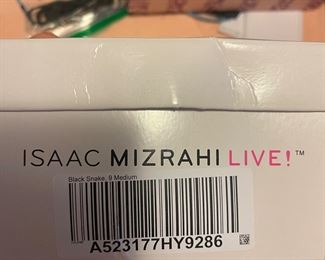 ISAAC MIZRAHI LIVE!™
Black Snake, 9 Medium
A523177HY9286